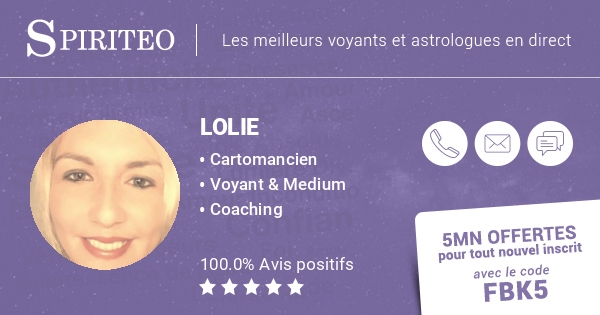 SPIRITEO
Les meilleurs voyants et astrologues en direct
LOLIE
• Cartomancien
• Voyant & Medium
• Coaching
100.0% Avis positifs
5MN OFFERTES
pour tout nouvel inscrit
avec le code
FBK5